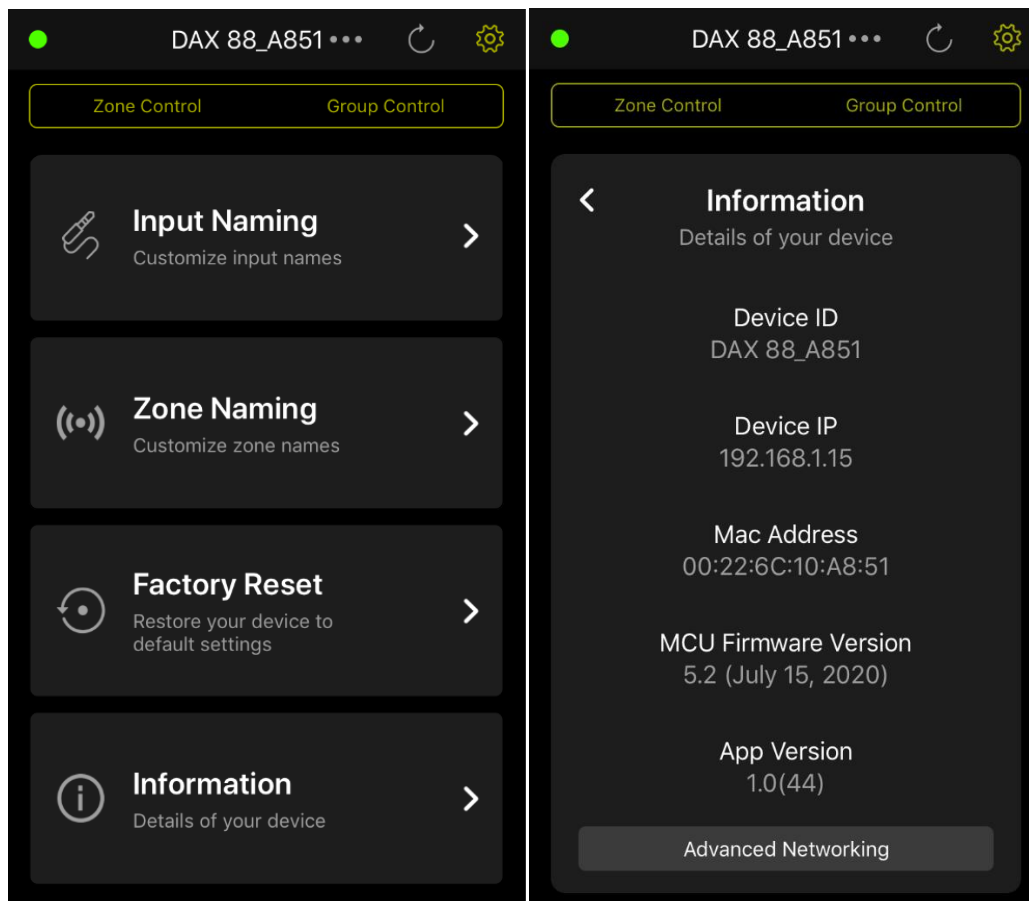 DAX 88_A851 •••
Zone Control
Group Control
Input Naming
Customize input names
Zone Naming
Customize zone names
Factory Reset
Restore your device to
default settings
Information
Details of your device
DAX 88_A851 •••
Zone Control
Group Control
Information
Details of your device
Device ID
DAX 88_A851
Device IP
192.168.1.15
Mac Address
00:22:6C:10:A8:51
MCU Firmware Version
5.2 (July 15, 2020)
App Version
1.0(44)
Advanced Networking